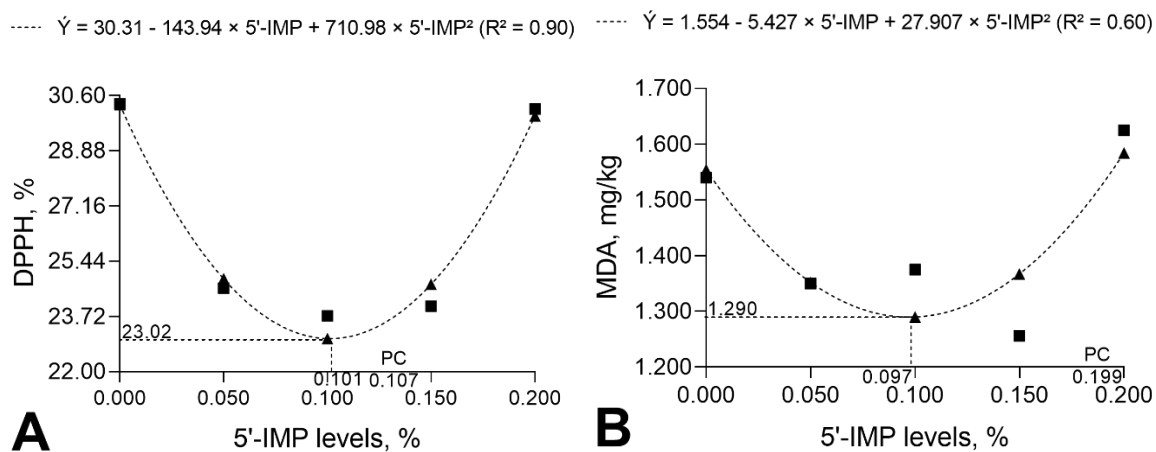 Ý = 30.31 - 143.94 × 5'-IMP + 710.98 × 5'-IMP² (R² = 0.90)
Ý = 1.554 - 5.427 × 5'-IMP + 27.907 × 5'-IMP² (R² = 0.60)
30.60
28.88
27.16
25.44
23.72
22.00
DPPH, %
23.02
PC
0.101 0.107
0.000 0.050 0.100 0.150 0.200
5'-IMP levels, %
A
1.700
1.600
1.500
1.400
1.300
1.200
MDA, mg/kg
1.290
PC
0.097 0.199
0.000 0.050 0.100 0.150 0.200
5'-IMP levels, %
B